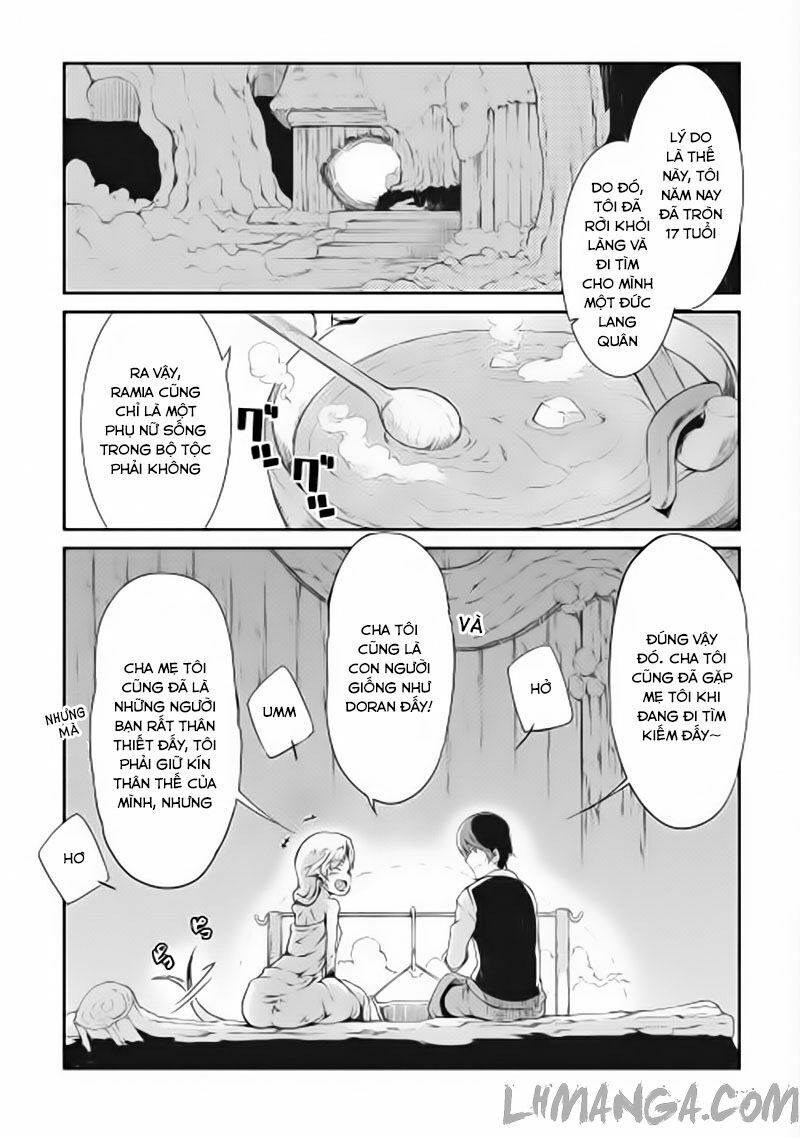 LÝ DO
LÀ THẾ
NÀY, TÔI
NĂM NAY
ĐÃ TRÒN
17 TUỔI
DO ĐÓ,
TÔI ĐÃ
RỜI KHỎI
LÀNG VÀ
ĐI TÌM
CHO MÌNH
MỘT ĐỨC
LANG
QUÂN
RA VẬY,
RAMIA CŨNG
CHỈ LÀ MỘT
PHỤ NỮ SỐNG
TRONG BỘ TỘC
PHẢI KHÔNG
グツ
グツ
ĐÚNG VẬY
ĐÓ. CHA TÔI
CŨNG ĐÃ GẶP
MẸ TÔI KHI
ĐANG ĐI TÌM
KIẾM ĐẤY~
HỞ
VÀ
CHA TÔI
CŨNG LÀ
CON NGƯỜI
GIỐNG NHƯ
DORAN ĐẤY!
UMM
CHA MẸ TÔI
CŨNG ĐÃ LÀ
NHỮNG NGƯỜI
BẠN RẤT THÂN
THIẾT ĐẤY, TÔI
PHẢI GIỮ KÍN
THÂN THẾ CỦA
MÌNH, NHƯNG
NHƯNG
MÀ
HƠ
LHMANGA.COM